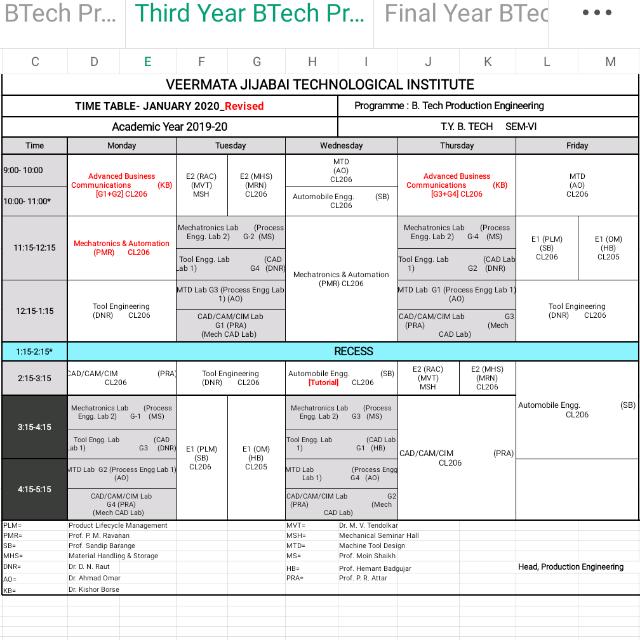 BTech Pr... Third Year BTech Pr... Final Year BTec
C D E F G H I J K L M
VEERMATA JIJABAI TECHNOLOGICAL INSTITUTE
TIME TABLE- JANUARY 2020_Revised Programme : B. Tech Production Engineering
Academic Year 2019-20 T.Y. B. TECH SEM-VI
Time Monday Tuesday Wednesday Thursday Friday
9:00- 10:00
10:00- 11:00*
Advanced Business
Communications (KB)
[G1+G2] CL206
E2 (RAC)
(MVT)
MSH
E2 (MHS)
(MRN)
CL206
MTD
(AO)
CL206
Automobile Engg. (SB)
CL206
Advanced Business
Communications (KB)
[G3+G4] CL206
MTD
(AO)
CL206
11:15-12:15
Mechatronics & Automation
(PMR) CL206
Mechatronics Lab (Process
Engg. Lab 2) G-2 (MS)
Tool Engg. Lab (CAD
Lab 1) G4 (DNR)
Mechatronics & Automation
(PMR) CL206
Mechatronics Lab (Process
Engg. Lab 2) G-4 (MS)
Tool Engg. Lab (CAD Lab
1) G2 (DNR)
E1 (PLM)
(SB)
CL206
E1 (OM)
(HB)
CL206
12:15-1:15
Tool Engineering
(DNR) CL206
MTD Lab G3 (Process Engg Lab
1) (AO)
CAD/CAM/CIM Lab
G1 (PRA)
(Mech CAD Lab)
MTD Lab G1 (Process Engg Lab 1)
(AO)
CAD/CAM/CIM Lab G3
(PRA) (Mech
CAD Lab)
Tool Engineering
(DNR) CL206
1:15-2:15* RECESS
2:15-3:15
CAD/CAM/CIM (PRA)
CL206
Tool Engineering
(DNR) CL206
Automobile Engg. (SB)
[Tutorial] CL206
E2 (RAC)
(MVT)
MSH
E2 (MHS)
(MRN)
CL206
Automobile Engg. (SB)
CL206
3:15-4:15
Mechatronics Lab (Process
Engg. Lab 2) G-1 (MS)
Tool Engg. Lab (CAD
Lab 1) G3 (DNR)
E1 (PLM)
(SB)
CL206
E1 (OM)
(HB)
CL205
Mechatronics Lab (Process
Engg. Lab 2) G3 (MS)
Tool Engg. Lab (CAD Lab
1) G1 (HB)
CAD/CAM/CIM (PRA)
CL206
4:15-5:15
MTD Lab G2 (Process Engg Lab 1)
(AO)
CAD/CAM/CIM Lab
G4 (PRA)
(Mech CAD Lab)
MTD Lab (Process Engg
Lab 1) G4 (AO)
CAD/CAM/CIM Lab G2
(PRA) (Mech
CAD Lab)
PLM= Product Lifecycle Management MVT= Dr. M. V. Tendolkar
PMR= Prof. P. M. Ravanan MSH= Mechanical Seminar Hall
SB= Prof. Sandip Barange MTD= Machine Tool Design
MHS= Material Handling & Storage MS= Prof. Moin Shaikh
DNR= Dr. D. N. Raut HB= Prof. Hemant Badgujar Head, Production Engineering
AO= Dr. Ahmad Omar PRA= Prof. P. R. Attar
KB= Dr. Kishor Borse